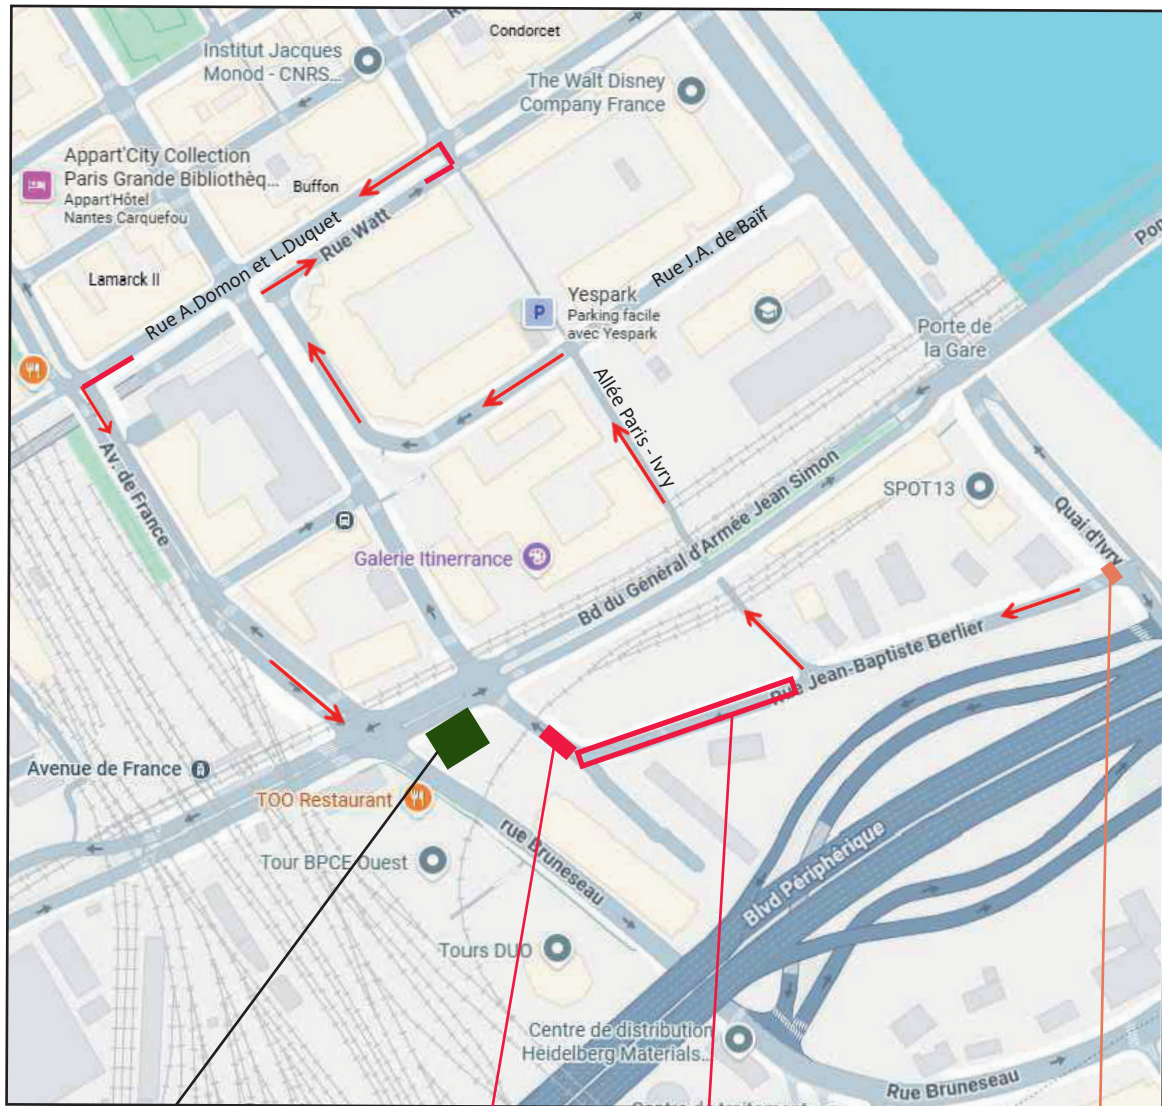 Condorcet
Institut Jacques
Monod - CNRS...
The Walt Disney
Company France
Appart'City Collection
Paris Grande Bibliothèq...
Appart'Hôtel
Nantes Carquefou
Buffon
Lamarck II
Rue A.Domon et L.Duquet
Rue Watt
Rue J.A. de Baïf
Yespark
Parking facile
avec Yespark
P
Porte de
la Gare
Allée Paris - Ivry
Av. de France
SPOT13
Quai d'Ivry
Galerie Itinerrance
Bd du Général d'Armée Jean Simon
Rue Jean-Baptiste Berlier
Avenue de France
TOO Restaurant
Tour BPCE Ouest
rue Bruneseau
Blvd Périphérique
Tours DUO
Centre de distribution
Heidelberg Materials...
Rue Bruneseau